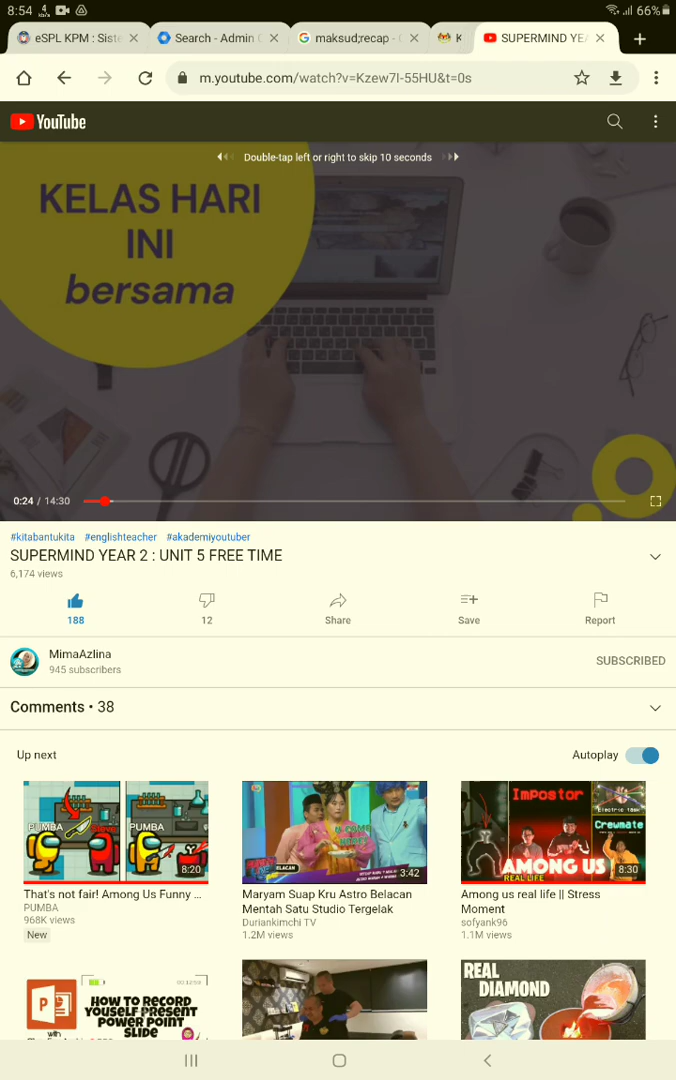 8:54
66%
eSPL KPM : Siste
Search - Admin
maksud;recap -
K
SUPERMIND YEA
m.youtube.com/watch?v=Kzew7I-55HU&t=0s
YouTube
Double-tap left or right to skip 10 seconds
KELAS HARI
INI
bersama
0:24 / 14:30
#kitabantukita #englishteacher #akademiyoutuber
SUPERMIND YEAR 2 : UNIT 5 FREE TIME
6,174 views
188
12
Share
Save
Report
MimaAzlina
945 subscribers
SUBSCRIBED
Comments • 38
Up next
Autoplay
PUMBA
PUMBA
8:20
That's not fair! Among Us Funny ...
PUMBA
968K views
New
BELACAN
3:42
Maryam Suap Kru Astro Belacan
Mentah Satu Studio Tergelak
Duriankimchi TV
1.2M views
Impostor
Electric task
Crewmate
AMONG US
REAL LIFE
8:30
Among us real life || Stress
Moment
sofyank96
1.1M views
P
HOW TO RECORD
YOUSELF PRESENT
POWER POINT
SLIDE
with
REAL
DIAMOND